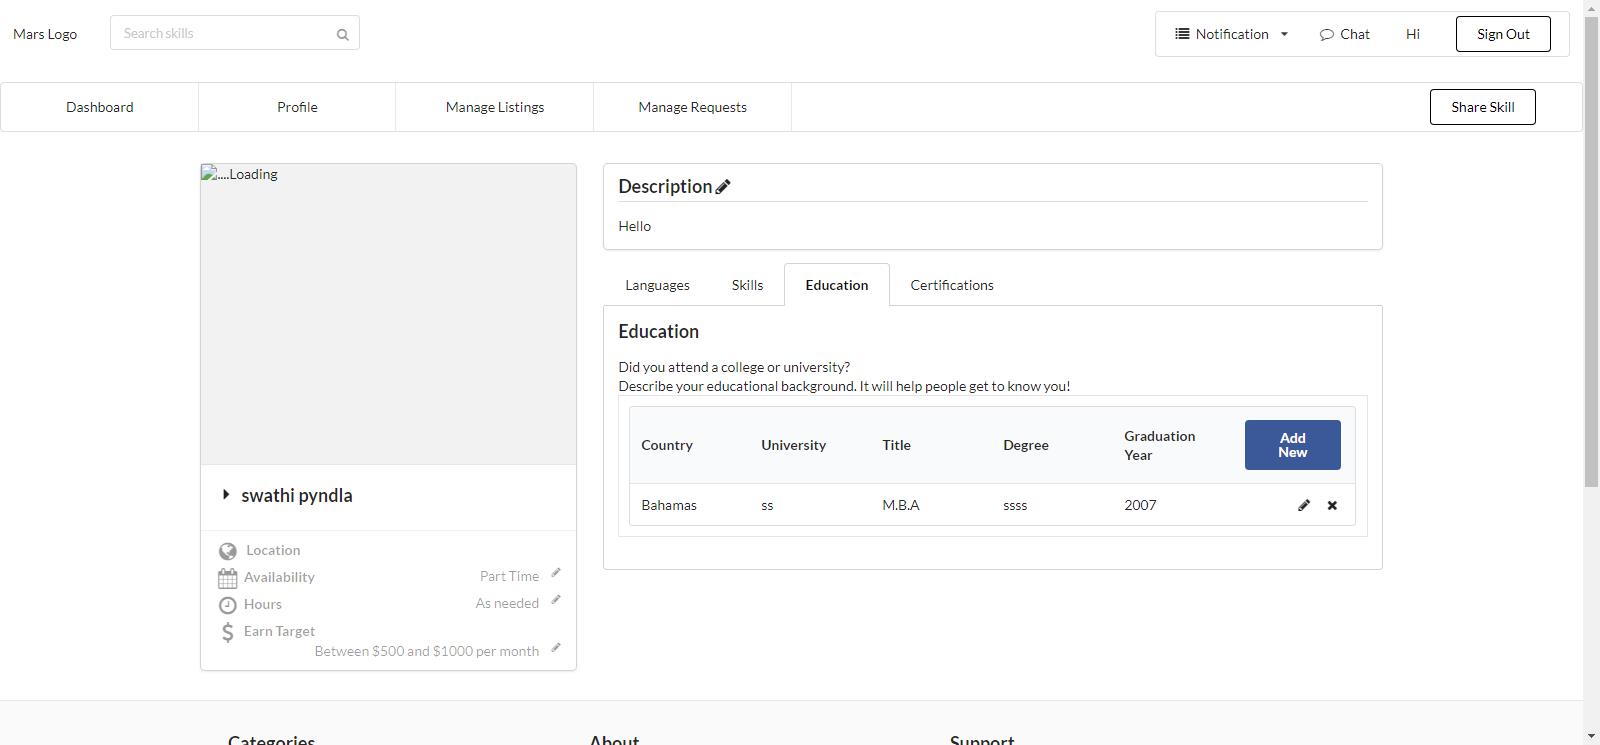 Mars Logo
Search skills
Notification
Chat
Hi
Sign Out
Dashboard
Profile
Manage Listings
Manage Requests
Share Skill
....Loading
swathi pyndla
Location
Availability
Part Time
Hours
As needed
Earn Target
Between $500 and $1000 per month
Description
Hello
Languages
Skills
Education
Certifications
Education
Did you attend a college or university?
Describe your educational background. It will help people get to know you!
Country
University
Title
Degree
Graduation
Year
Add
New
Bahamas
ss
M.B.A
ssss
2007
Categories
About
Support